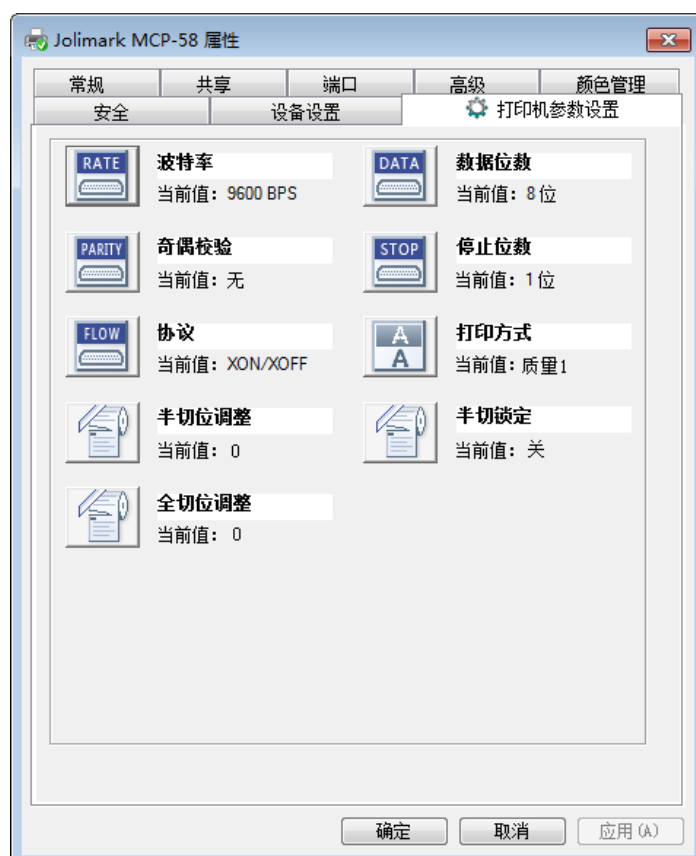 Jolimark MCP-58 属性
常规 共享 端口 高级 颜色管理
安全 设备设置 打印机参数设置
RATE 波特率 DATA 数据位数
当前值: 9600 BPS 当前值: 8 位
PARITY 奇偶校验 STOP 停止位数
当前值: 无 当前值: 1 位
FLOW 协议 A A 打印方式
当前值: XON/XOFF 当前值: 质量1
半切位调整 半切锁定
当前值: 0 当前值: 关
全切位调整
当前值: 0
确定 取消 应用(A)